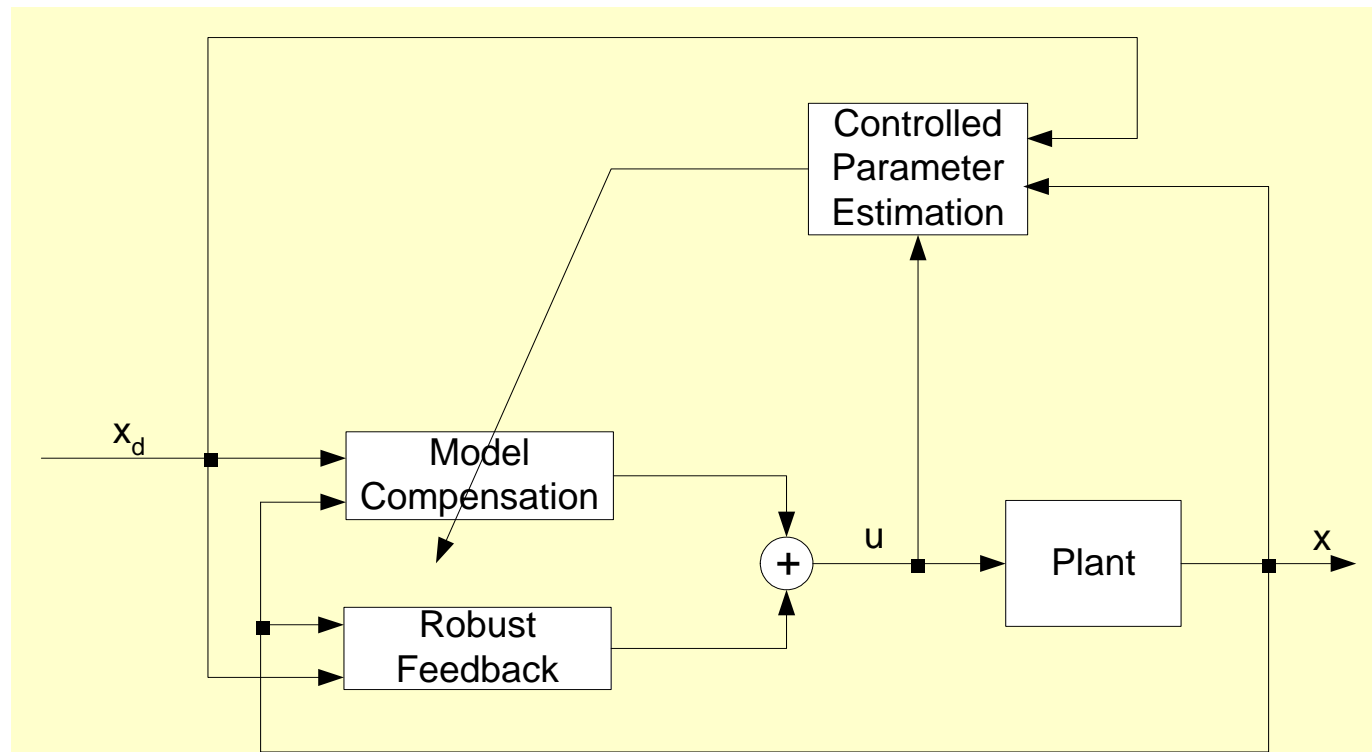 Controlled
Parameter
Estimation
x_d
Model
Compensation
+
u
Plant
x
Robust
Feedback